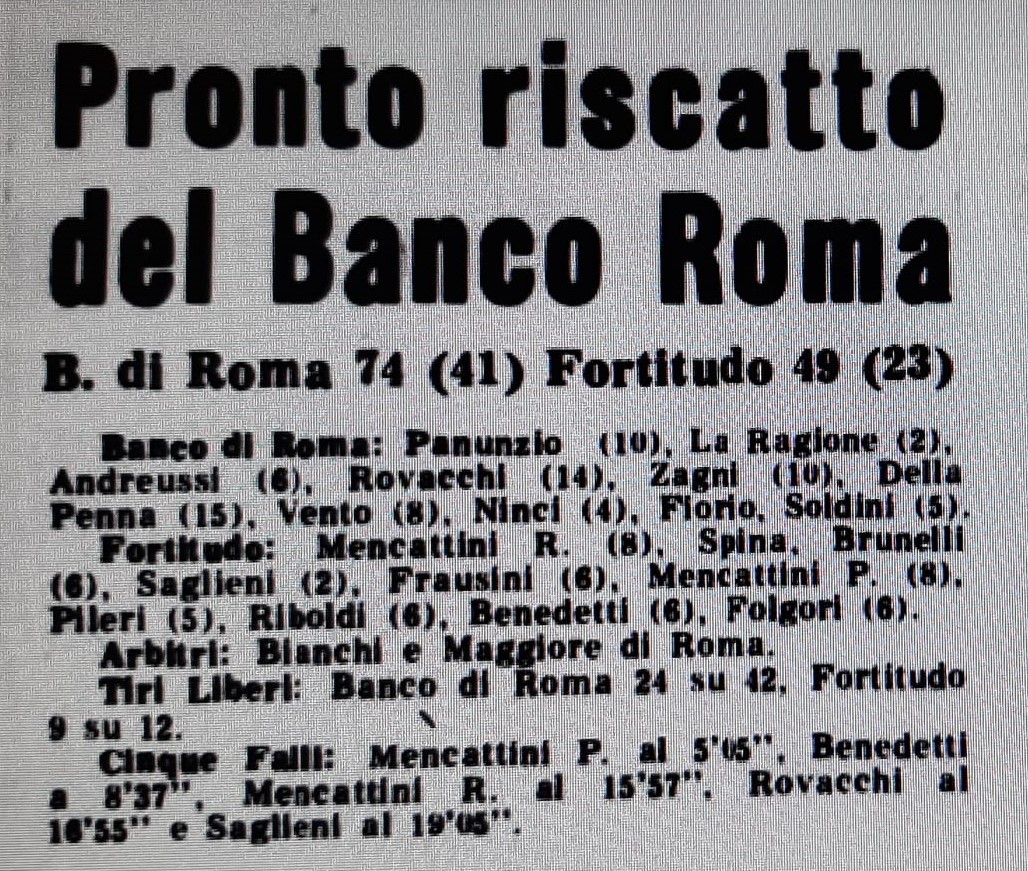 Pronto riscatto
del Banco Roma
B. di Roma 74 (41) Fortitudo 49 (23)
Banco di Roma: Panunzio (10), La Ragione (2),
Andreussi (6), Rovacchi (14), Zagni (10), Della
Penna (15), Vento (8), Ninci (4), Fiorio, Soldini (5).
Fortitudo: Mencattini R. (8), Spina, Brunelli
(6), Saglieni (2), Frausini (6), Mencattini P. (8),
Pileri (5), Riboldi (6), Benedetti (6), Folgori (6).
Arbitri: Bianchi e Maggiore di Roma.
Tiri Liberi: Banco di Roma 24 su 42, Fortitudo
9 su 12.
Cinque Falli: Mencattini P. al 5'05", Benedetti
a 8'37", Mencattini R. al 15'57", Rovacchi al
16'55" e Saglieni al 19'05".